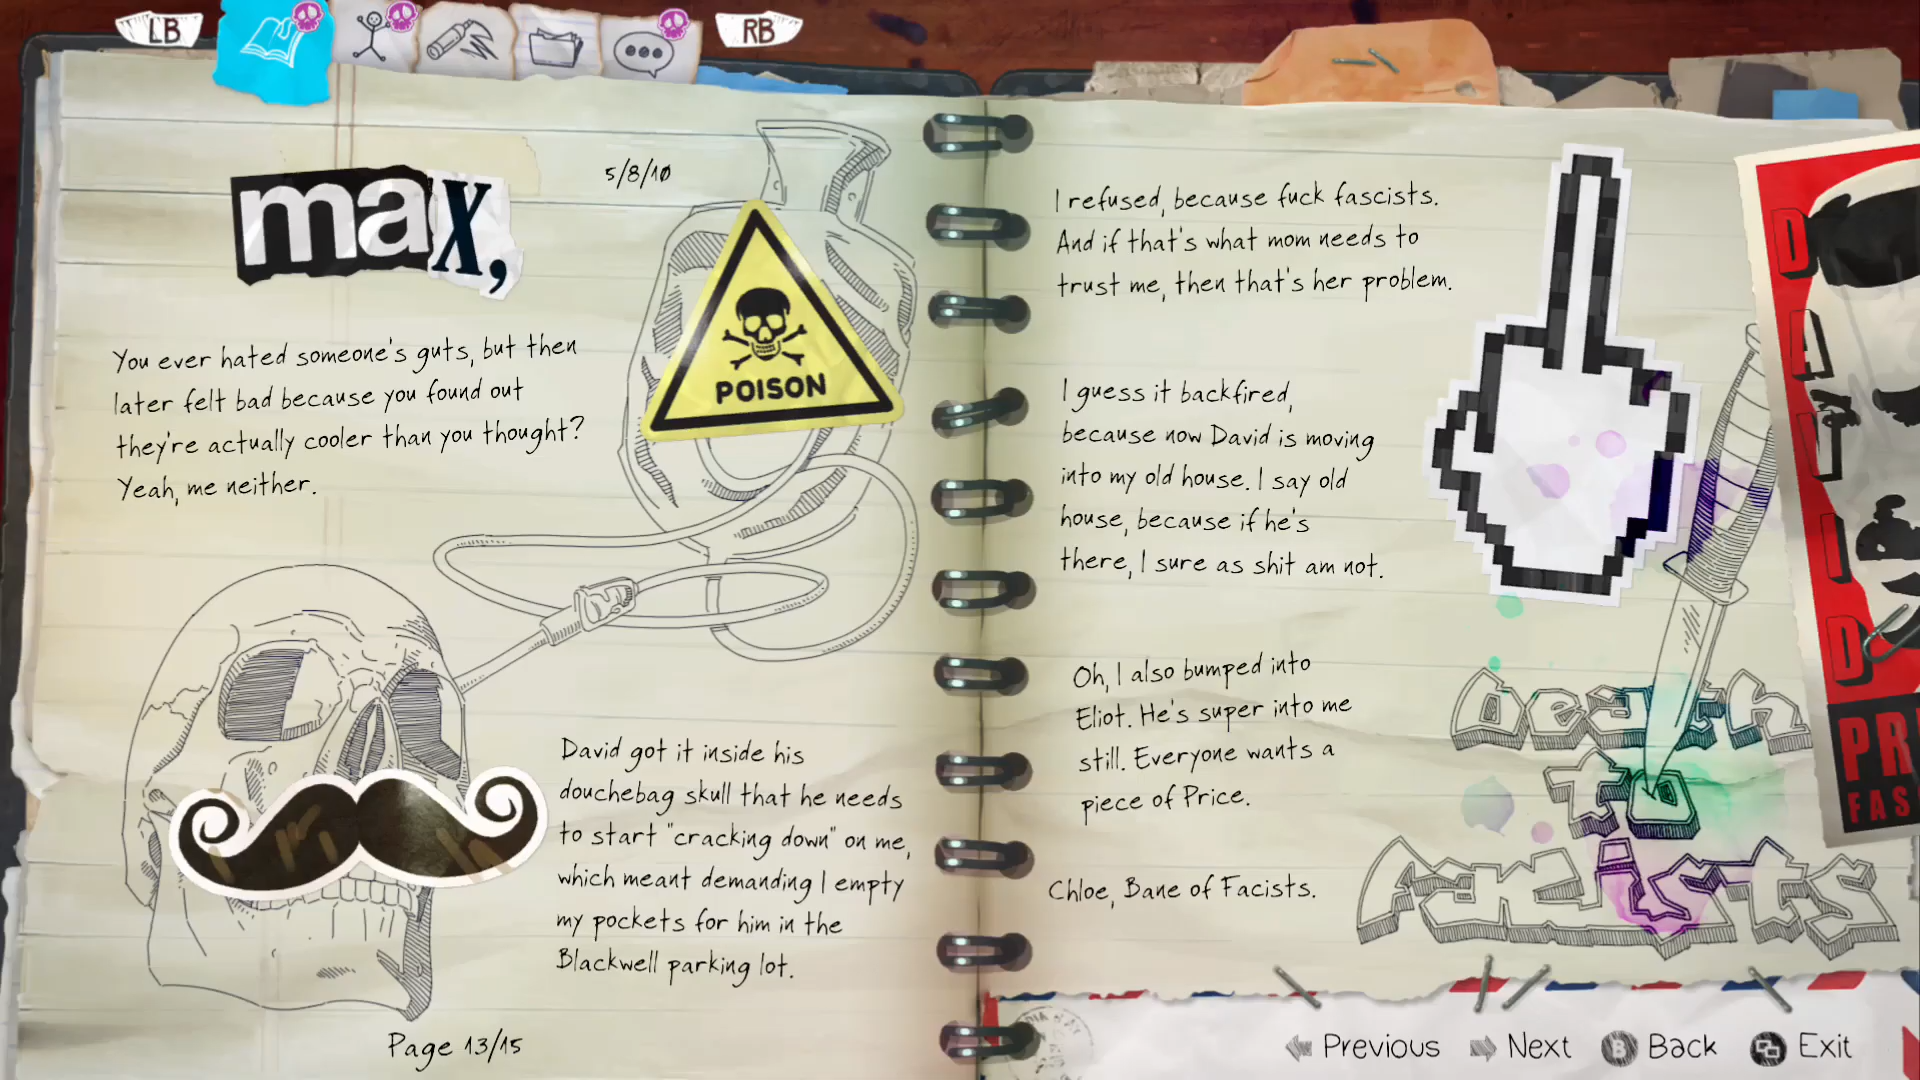 LB
RB
max,
5/8/10
POISON
You ever hated someone's guts, but then
later felt bad because you found out
they're actually cooler than you thought?
Yeah, me neither.
David got it inside his
douchebag skull that he needs
to start "cracking down" on me,
which meant demanding I empty
my pockets for him in the
Blackwell parking lot.
Page 13/15
I refused, because fuck fascists.
And if that's what mom needs to
trust me, then that's her problem.
I guess it backfired,
because now David is moving
into my old house. I say old
house, because if he's
there, I sure as shit am not.
Oh, I also bumped into
Eliot. He's super into me
still. Everyone wants a
piece of Price.
Chloe, Bane of Facists.
Death
to
Facists
DAVID
PR
FAS
Previous
Next
B
Back
Exit